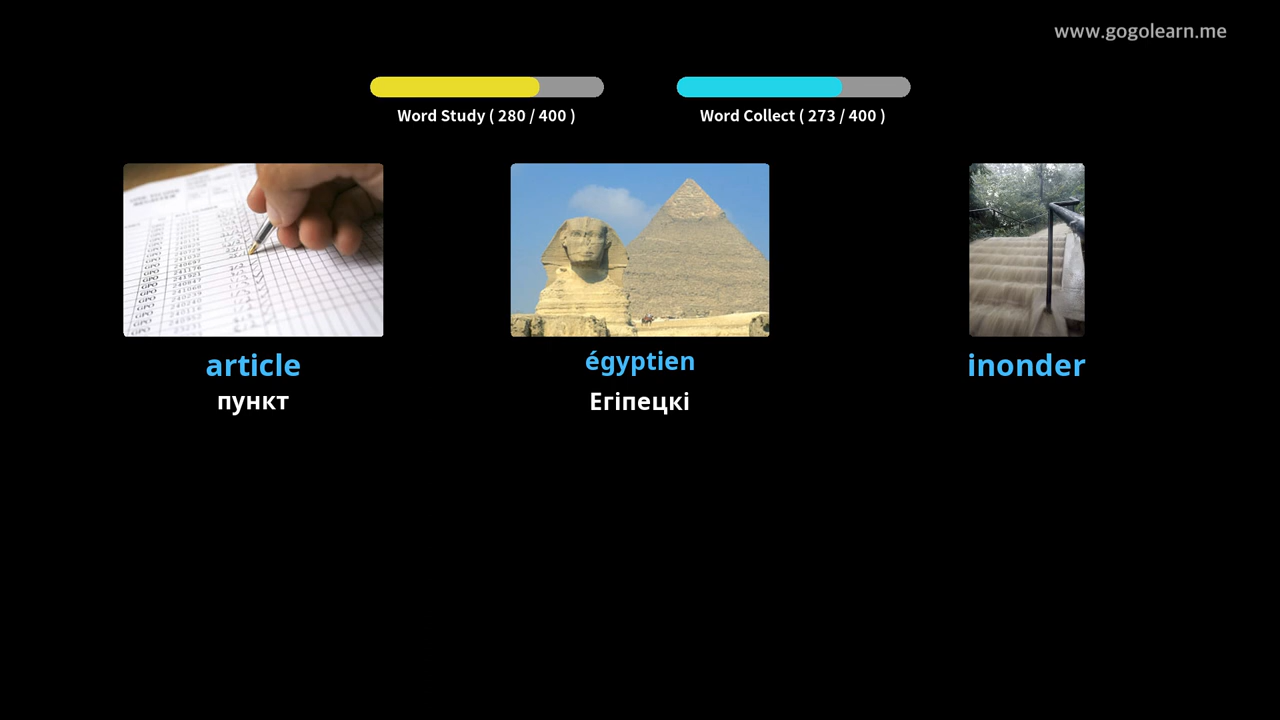 www.gogolearn.me
Word Study ( 280 / 400 )
Word Collect ( 273 / 400 )
article
пункт
égyptien
Егіпецкі
inonder